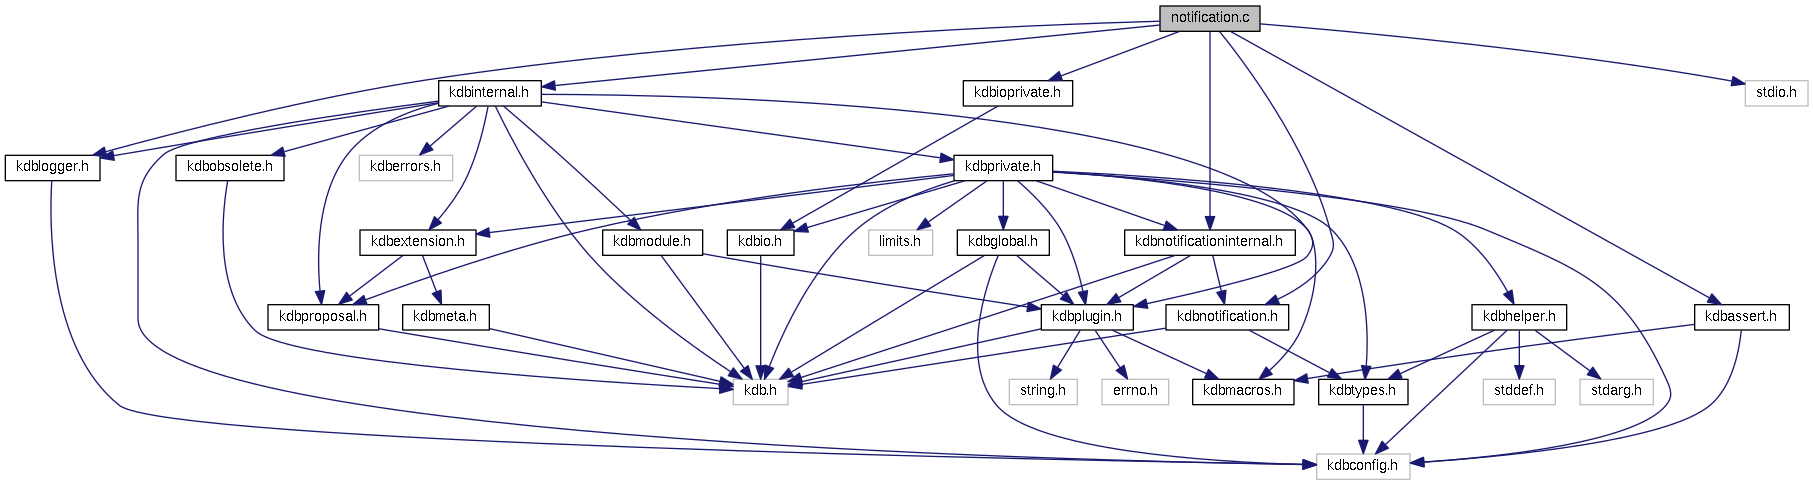 notification.c
kdbinternal.h
kdbioprivate.h
stdio.h
kdblogger.h
kdbobsolete.h
kdberrors.h
kdbprivate.h
kdbextension.h
kdbmodule.h
kdbio.h
limits.h
kdbglobal.h
kdbnotificationinternal.h
kdbproposal.h
kdbmeta.h
kdbplugin.h
kdbnotification.h
kdbhelper.h
kdbassert.h
kdb.h
string.h
errno.h
kdbmacros.h
kdbtypes.h
stddef.h
stdarg.h
kdbconfig.h